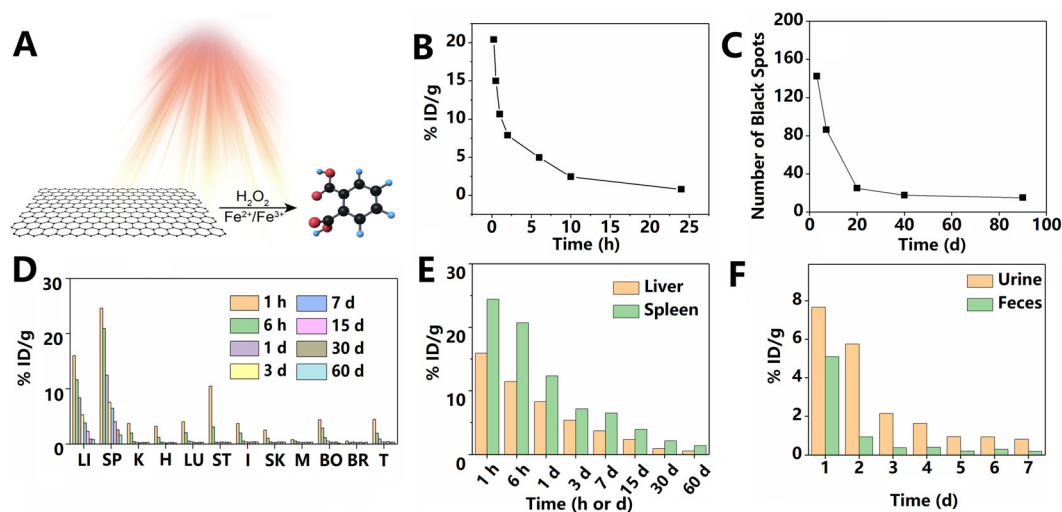 A
H2O2
Fe2+/Fe3+
B
% ID/g
20
15
10
5
0
0 5 10 15 20 25
Time (h)
C
Number of Black Spots
200
160
120
80
40
0
0 20 40 60 80 100
Time (d)
D
% ID/g
30
20
10
0
1 h
6 h
1 d
3 d
7 d
15 d
30 d
60 d
LI SP K H LU ST I SK M BO BR T
E
% ID/g
30
20
10
0
Liver
Spleen
1 h 6 h 1 d 3 d 7 d 15 d 30 d 60 d
Time (h or d)
F
% ID/g
8
6
4
2
0
Urine
Feces
1 2 3 4 5 6 7
Time (d)